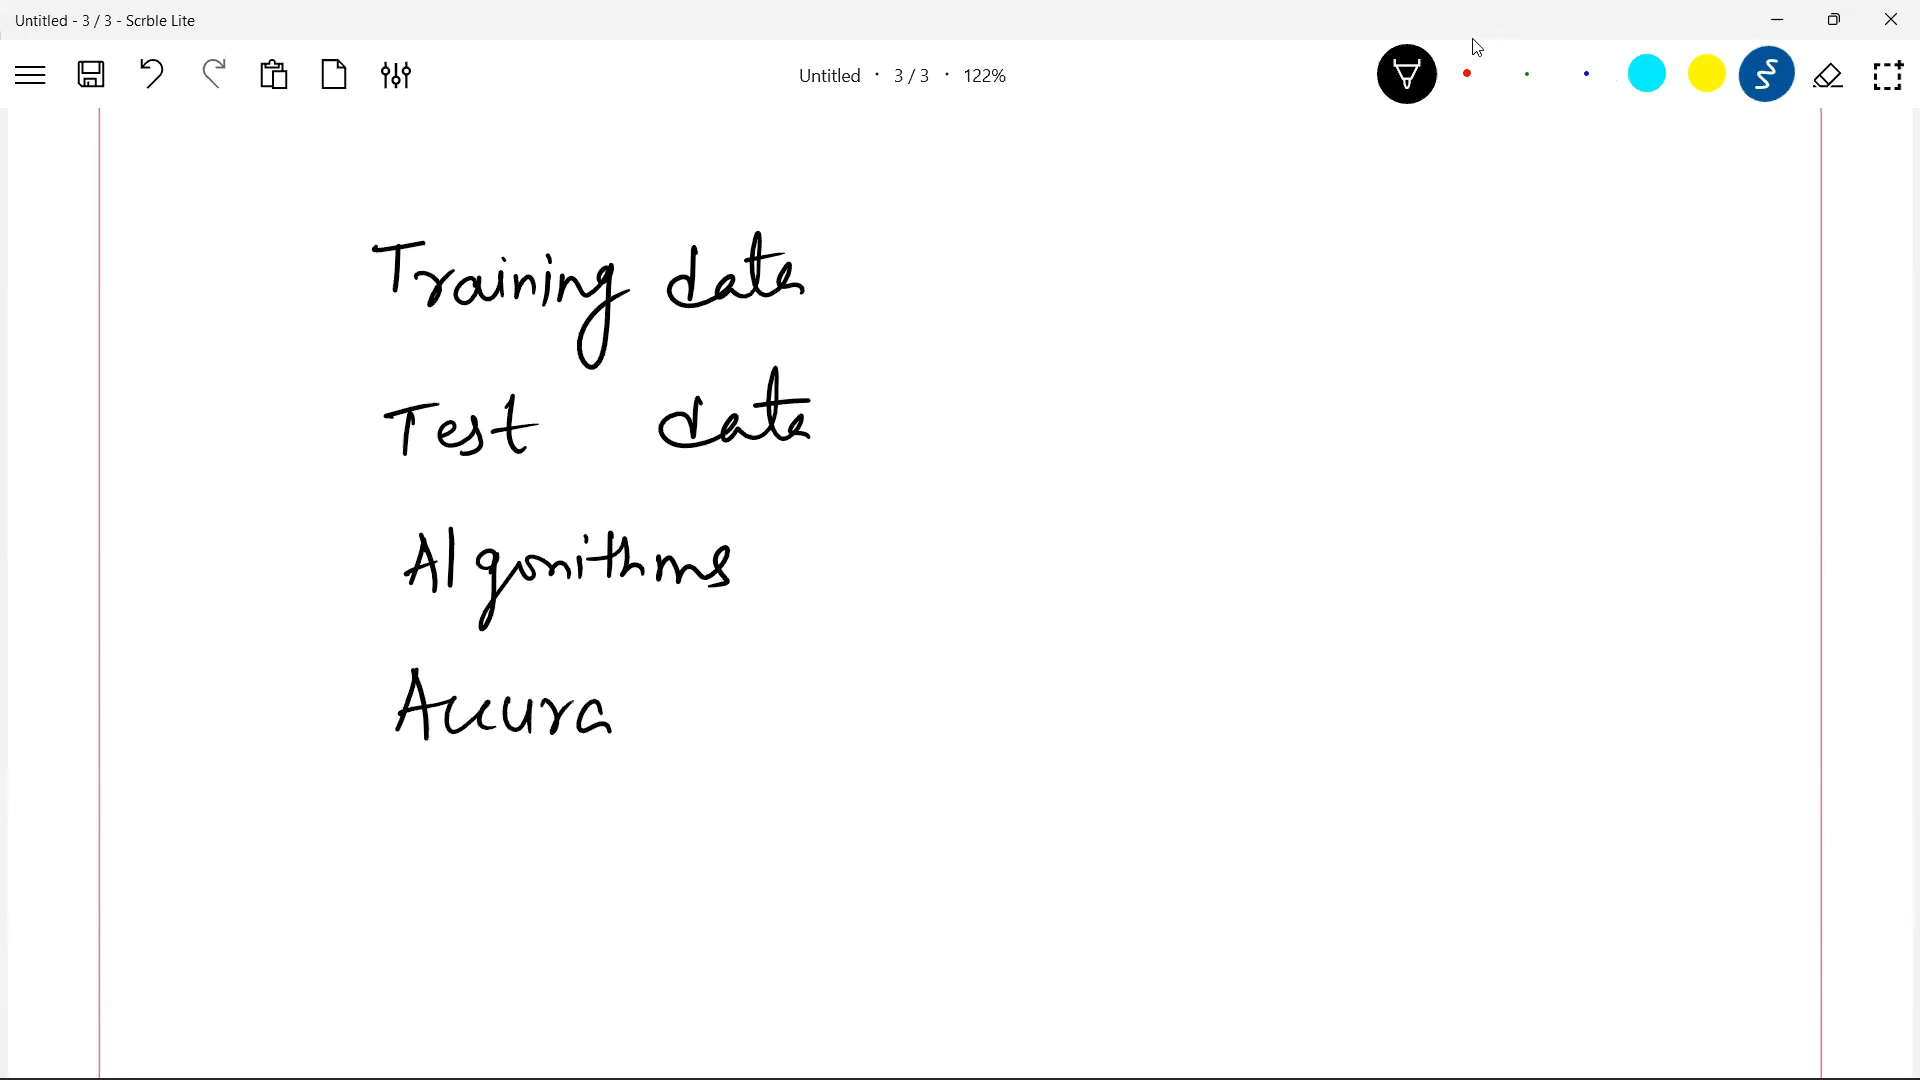 Untitled - 3 / 3 - Scrble Lite
Untitled · 3 / 3 · 122%
Training data
Test data
Algorithms
Accura